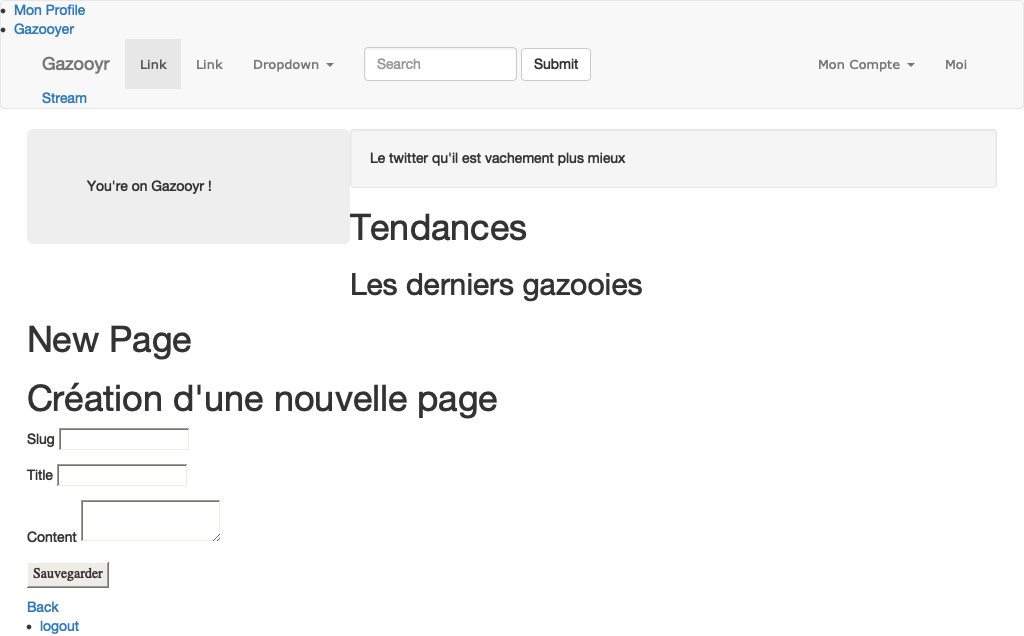 Mon Profile
Gazooyer
Gazooyr Link Link Dropdown Search Submit Mon Compte Moi
Stream
Le twitter qu'il est vachement plus mieux
You're on Gazooyr !
Tendances
Les derniers gazooies
New Page
Création d'une nouvelle page
Slug
Title
Content
Sauvegarder
Back
logout